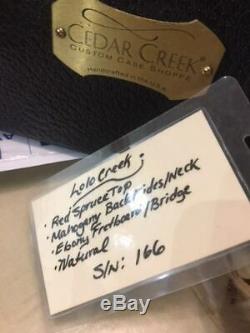 CEDAR CREEK
CUSTOM CASE SHOPPE
Handcrafted in the U.S.A.
Lolo Creek:
• Red Spruce Top
• Mahogany Back/Sides/Neck
• Ebony Fretboard/Bridge
• Natural
S/N: 166